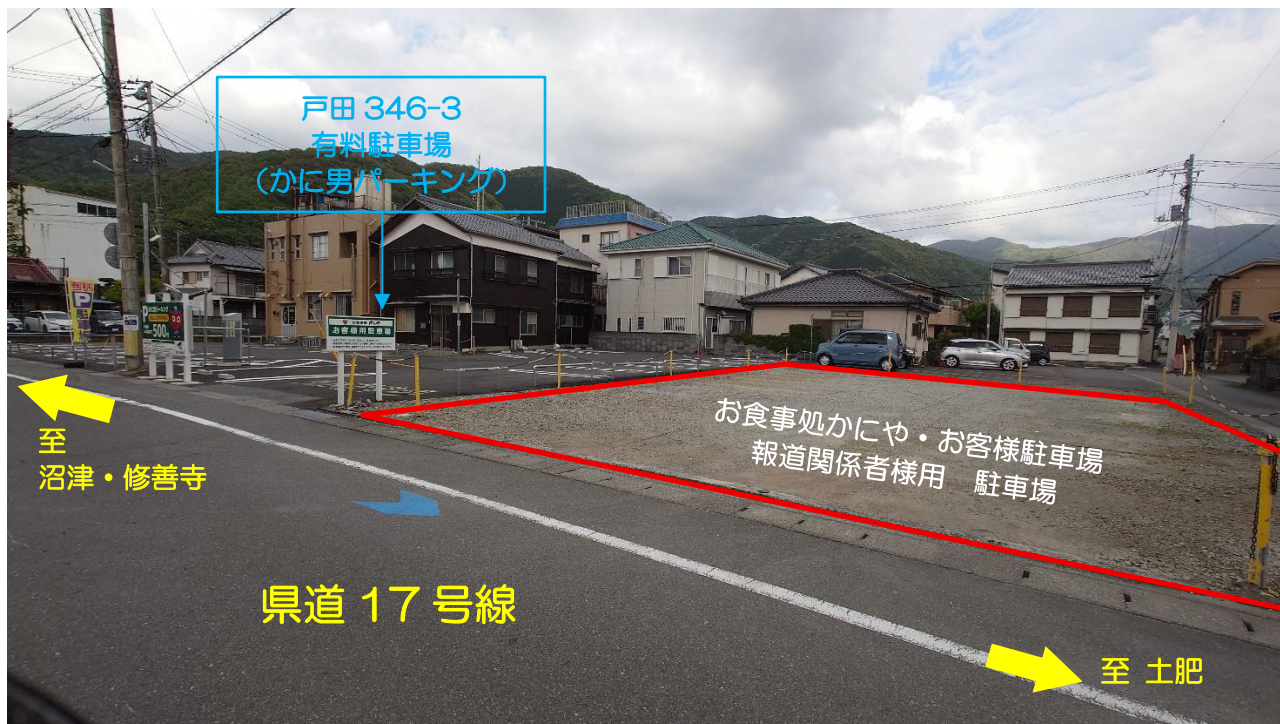 戸田 346-3
有料駐車場
(かに男パーキング)
P
500
お客様用駐車場
お食事処かにや・お客様駐車場
報道関係者様用 駐車場
至
沼津・修善寺
県道 17 号線
至 土肥